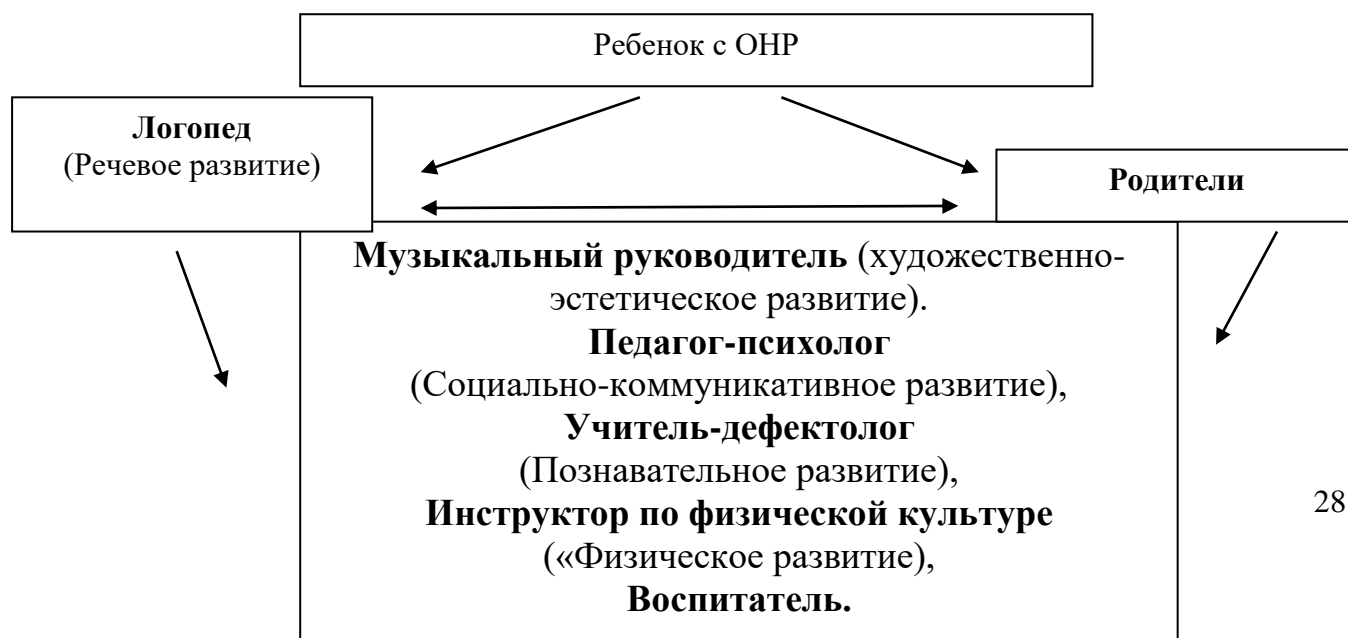 Ребенок с ОНР
Логопед
(Речевое развитие)
Родители
Музыкальный руководитель (художественно-
эстетическое развитие).
Педагог-психолог
(Социально-коммуникативное развитие),
Учитель-дефектолог
(Познавательное развитие),
Инструктор по физической культуре
(«Физическое развитие),
Воспитатель.
28